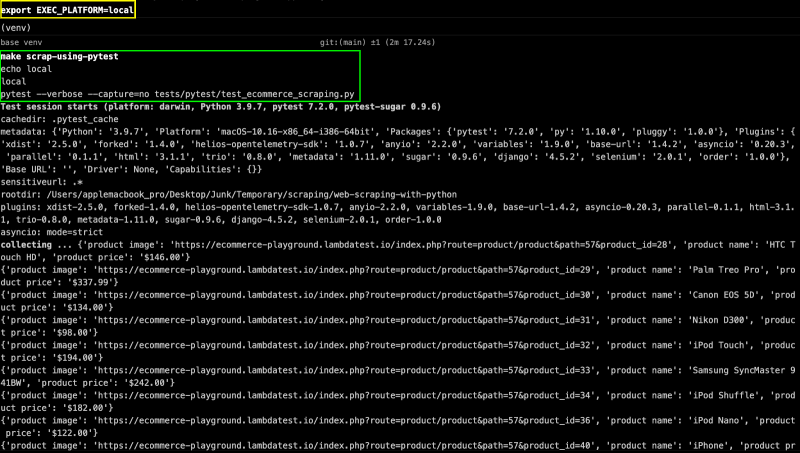 export EXEC_PLATFORM=local
(venv)
base venv git:(main) ±1 (2m 17.24s)
make scrap-using-pytest
echo local
local
pytest --verbose --capture=no tests/pytest/test_ecommerce_scraping.py
Test session starts (platform: darwin, Python 3.9.7, pytest 7.2.0, pytest-sugar 0.9.6)
cachedir: .pytest_cache
metadata: {'Python': '3.9.7', 'Platform': 'macOS-10.16-x86_64-i386-64bit', 'Packages': {'pytest': '7.2.0', 'py': '1.10.0', 'pluggy': '1.0.0'}, 'Plugins': {
'xdist': '2.5.0', 'forked': '1.4.0', 'helios-opentelemetry-sdk': '1.0.7', 'anyio': '2.2.0', 'variables': '1.9.0', 'base-url': '1.4.2', 'asyncio': '0.20.3',
'parallel': '0.1.1', 'html': '3.1.1', 'trio': '0.8.0', 'metadata': '1.11.0', 'sugar': '0.9.6', 'django': '4.5.2', 'selenium': '2.0.1', 'order': '1.0.0'},
'Base URL': '', 'Driver': None, 'Capabilities': {}}
sensitiveurl: .*
rootdir: /Users/applemacbook_pro/Desktop/Junk/Temporary/scraping/web-scraping-with-python
plugins: xdist-2.5.0, forked-1.4.0, helios-opentelemetry-sdk-1.0.7, anyio-2.2.0, variables-1.9.0, base-url-1.4.2, asyncio-0.20.3, parallel-0.1.1, html-3.1.
1, trio-0.8.0, metadata-1.11.0, sugar-0.9.6, django-4.5.2, selenium-2.0.1, order-1.0.0
asyncio: mode=strict
collecting ... {'product image': 'https://ecommerce-playground.lambdatest.io/index.php?route=product/product&path=57&product_id=28', 'product name': 'HTC T
ouch HD', 'product price': '$146.00'}
{'product image': 'https://ecommerce-playground.lambdatest.io/index.php?route=product/product&path=57&product_id=29', 'product name': 'Palm Treo Pro', 'pro
duct price': '$337.99'}
{'product image': 'https://ecommerce-playground.lambdatest.io/index.php?route=product/product&path=57&product_id=30', 'product name': 'Canon EOS 5D', 'prod
uct price': '$134.00'}
{'product image': 'https://ecommerce-playground.lambdatest.io/index.php?route=product/product&path=57&product_id=31', 'product name': 'Nikon D300', 'produc
t price': '$98.00'}
{'product image': 'https://ecommerce-playground.lambdatest.io/index.php?route=product/product&path=57&product_id=32', 'product name': 'iPod Touch', 'produc
t price': '$194.00'}
{'product image': 'https://ecommerce-playground.lambdatest.io/index.php?route=product/product&path=57&product_id=33', 'product name': 'Samsung SyncMaster 9
41BW', 'product price': '$242.00'}
{'product image': 'https://ecommerce-playground.lambdatest.io/index.php?route=product/product&path=57&product_id=34', 'product name': 'iPod Shuffle', 'prod
uct price': '$182.00'}
{'product image': 'https://ecommerce-playground.lambdatest.io/index.php?route=product/product&path=57&product_id=36', 'product name': 'iPod Nano', 'product
price': '$122.00'}
{'product image': 'https://ecommerce-playground.lambdatest.io/index.php?route=product/product&path=57&product_id=40', 'product name': 'iPhone', 'product pr